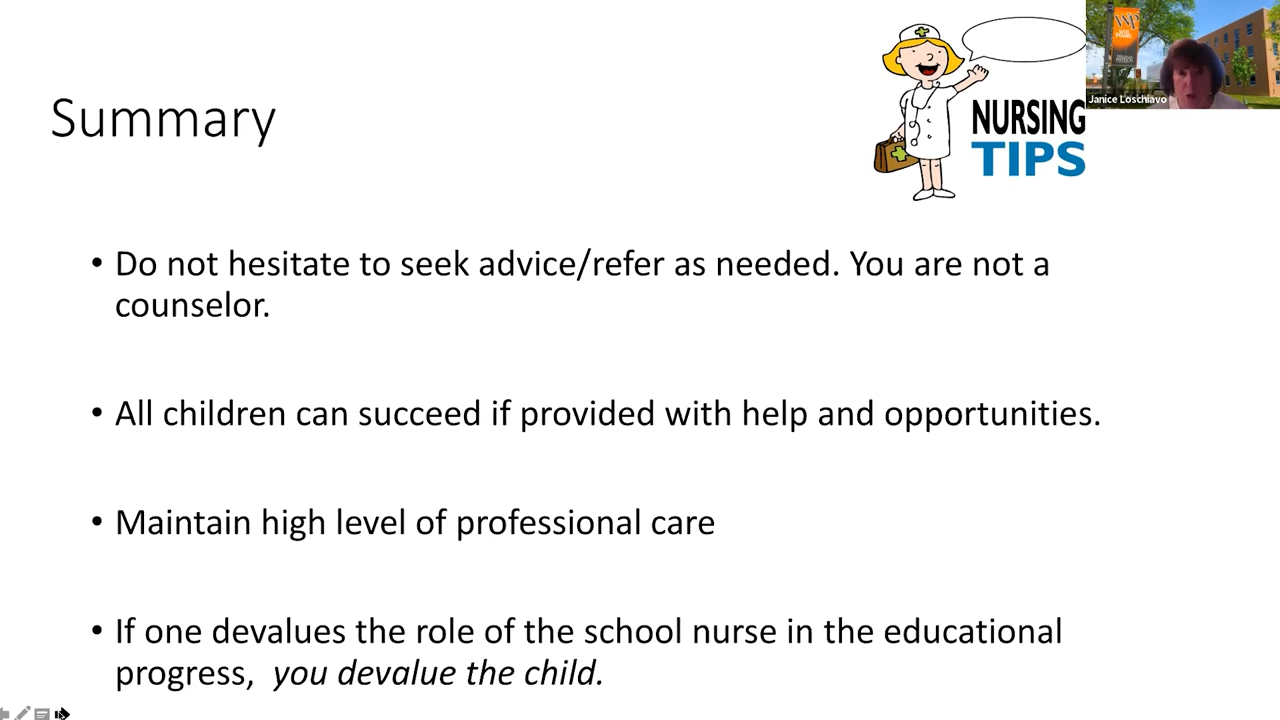 Summary
NURSING
TIPS
WP
Janice Loschiavo
• Do not hesitate to seek advice/refer as needed. You are not a
counselor.
• All children can succeed if provided with help and opportunities.
• Maintain high level of professional care
• If one devalues the role of the school nurse in the educational
progress, you devalue the child.